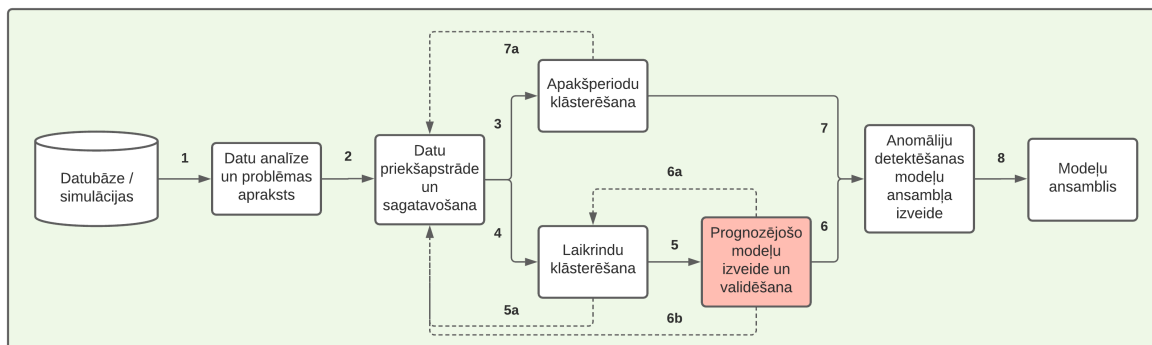 7a
Apakšperiodu
klāsterēšana
3
7
Datubāze /
simulācijas
1
Datu analīze
un problēmas
apraksts
2
Datu
priekšapstrāde
un
sagatavošana
Anomāliju
detektēšanas
modeļu
ansambļa
izveide
8
Modeļu
ansamblis
6a
4
Laikrindu
klāsterēšana
5
Prognozējošo
modeļu
izveide un
validēšana
6
5a
6b